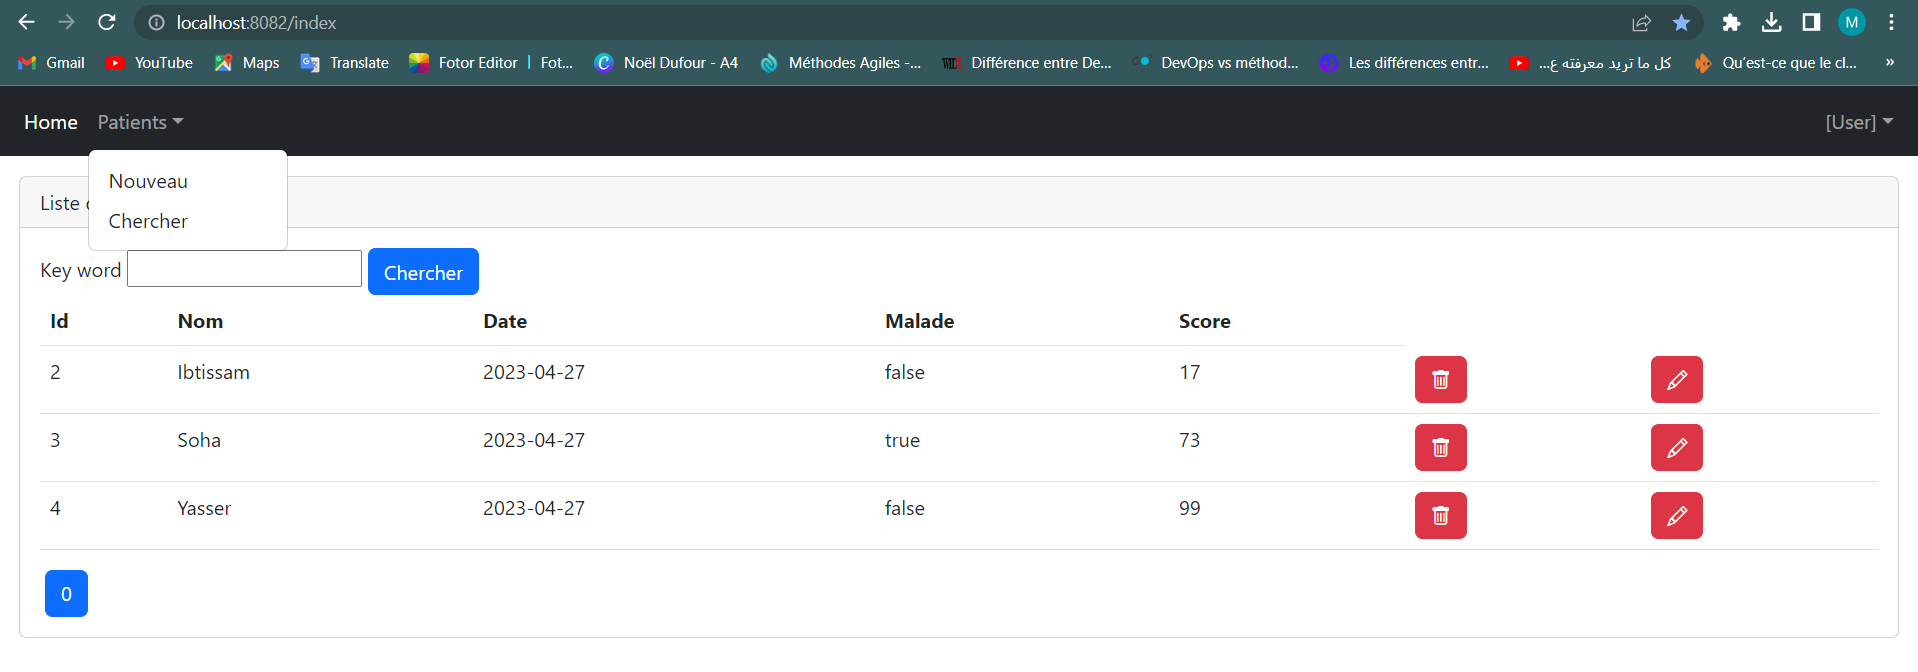 localhost:8082/index
M
Gmail YouTube Maps Translate Fotor Editor | Fot... Noël Dufour - A4 Méthodes Agiles -... Différence entre De... DevOps vs méthod... Les différences entr... كل ما تريد معرفته ع... Qu'est-ce que le cl... »
Home Patients [User]
Nouveau
Chercher
Liste
Key word Chercher
Id Nom Date Malade Score
2 Ibtissam 2023-04-27 false 17
3 Soha 2023-04-27 true 73
4 Yasser 2023-04-27 false 99
0